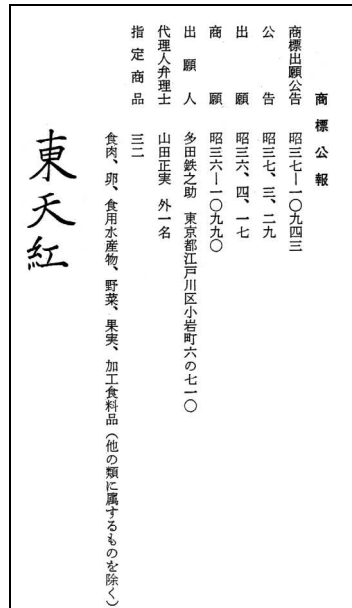 商標公報
商標出願公告 昭三七―一〇九四三
公告 昭三七、三、二九
出願 昭三六、四、一七
商願 昭三六―一〇九九〇
出願人 多田鉄之助 東京都江戸川区小岩町六の七一〇
代理人弁理士 山田正実 外一名
指定商品 三二
食肉、卵、食用水産物、野菜、果実、加工食料品(他の類に属するものを除く)
東天紅